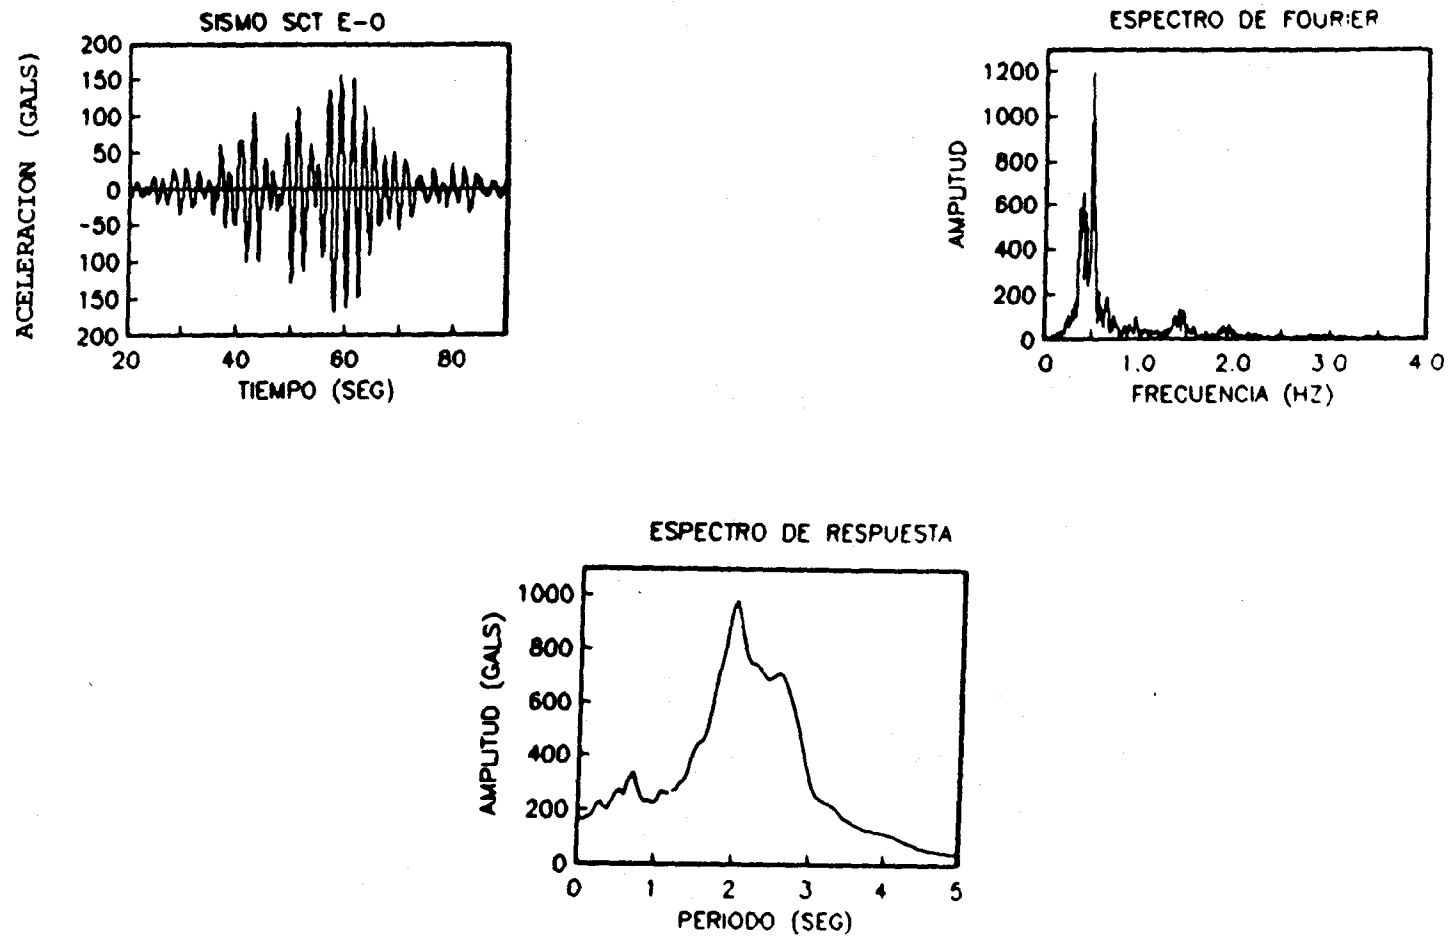 SISMO SCT E-O
200
150
100
50
0
-50
100
150
200
ACELERACION (GALS)
20 40 60 80
TIEMPO (SEG)
ESPECTRO DE FOURIER
1200
1000
800
600
400
200
0
AMPLITUD
0 1.0 2.0 3 0 4 0
FRECUENCIA (HZ)
ESPECTRO DE RESPUESTA
1000
800
600
400
200
0
AMPLITUD (GALS)
0 1 2 3 4 5
PERIODO (SEG)